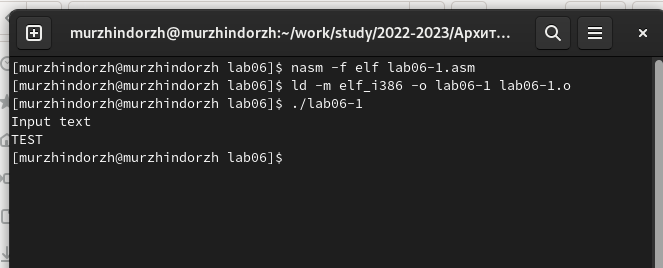 murzhindorzh@murzhindorzh:~/work/study/2022-2023/Архит...
[murzhindorzh@murzhindorzh lab06]$ nasm -f elf lab06-1.asm
[murzhindorzh@murzhindorzh lab06]$ ld -m elf_i386 -o lab06-1 lab06-1.o
[murzhindorzh@murzhindorzh lab06]$ ./lab06-1
Input text
TEST
[murzhindorzh@murzhindorzh lab06]$